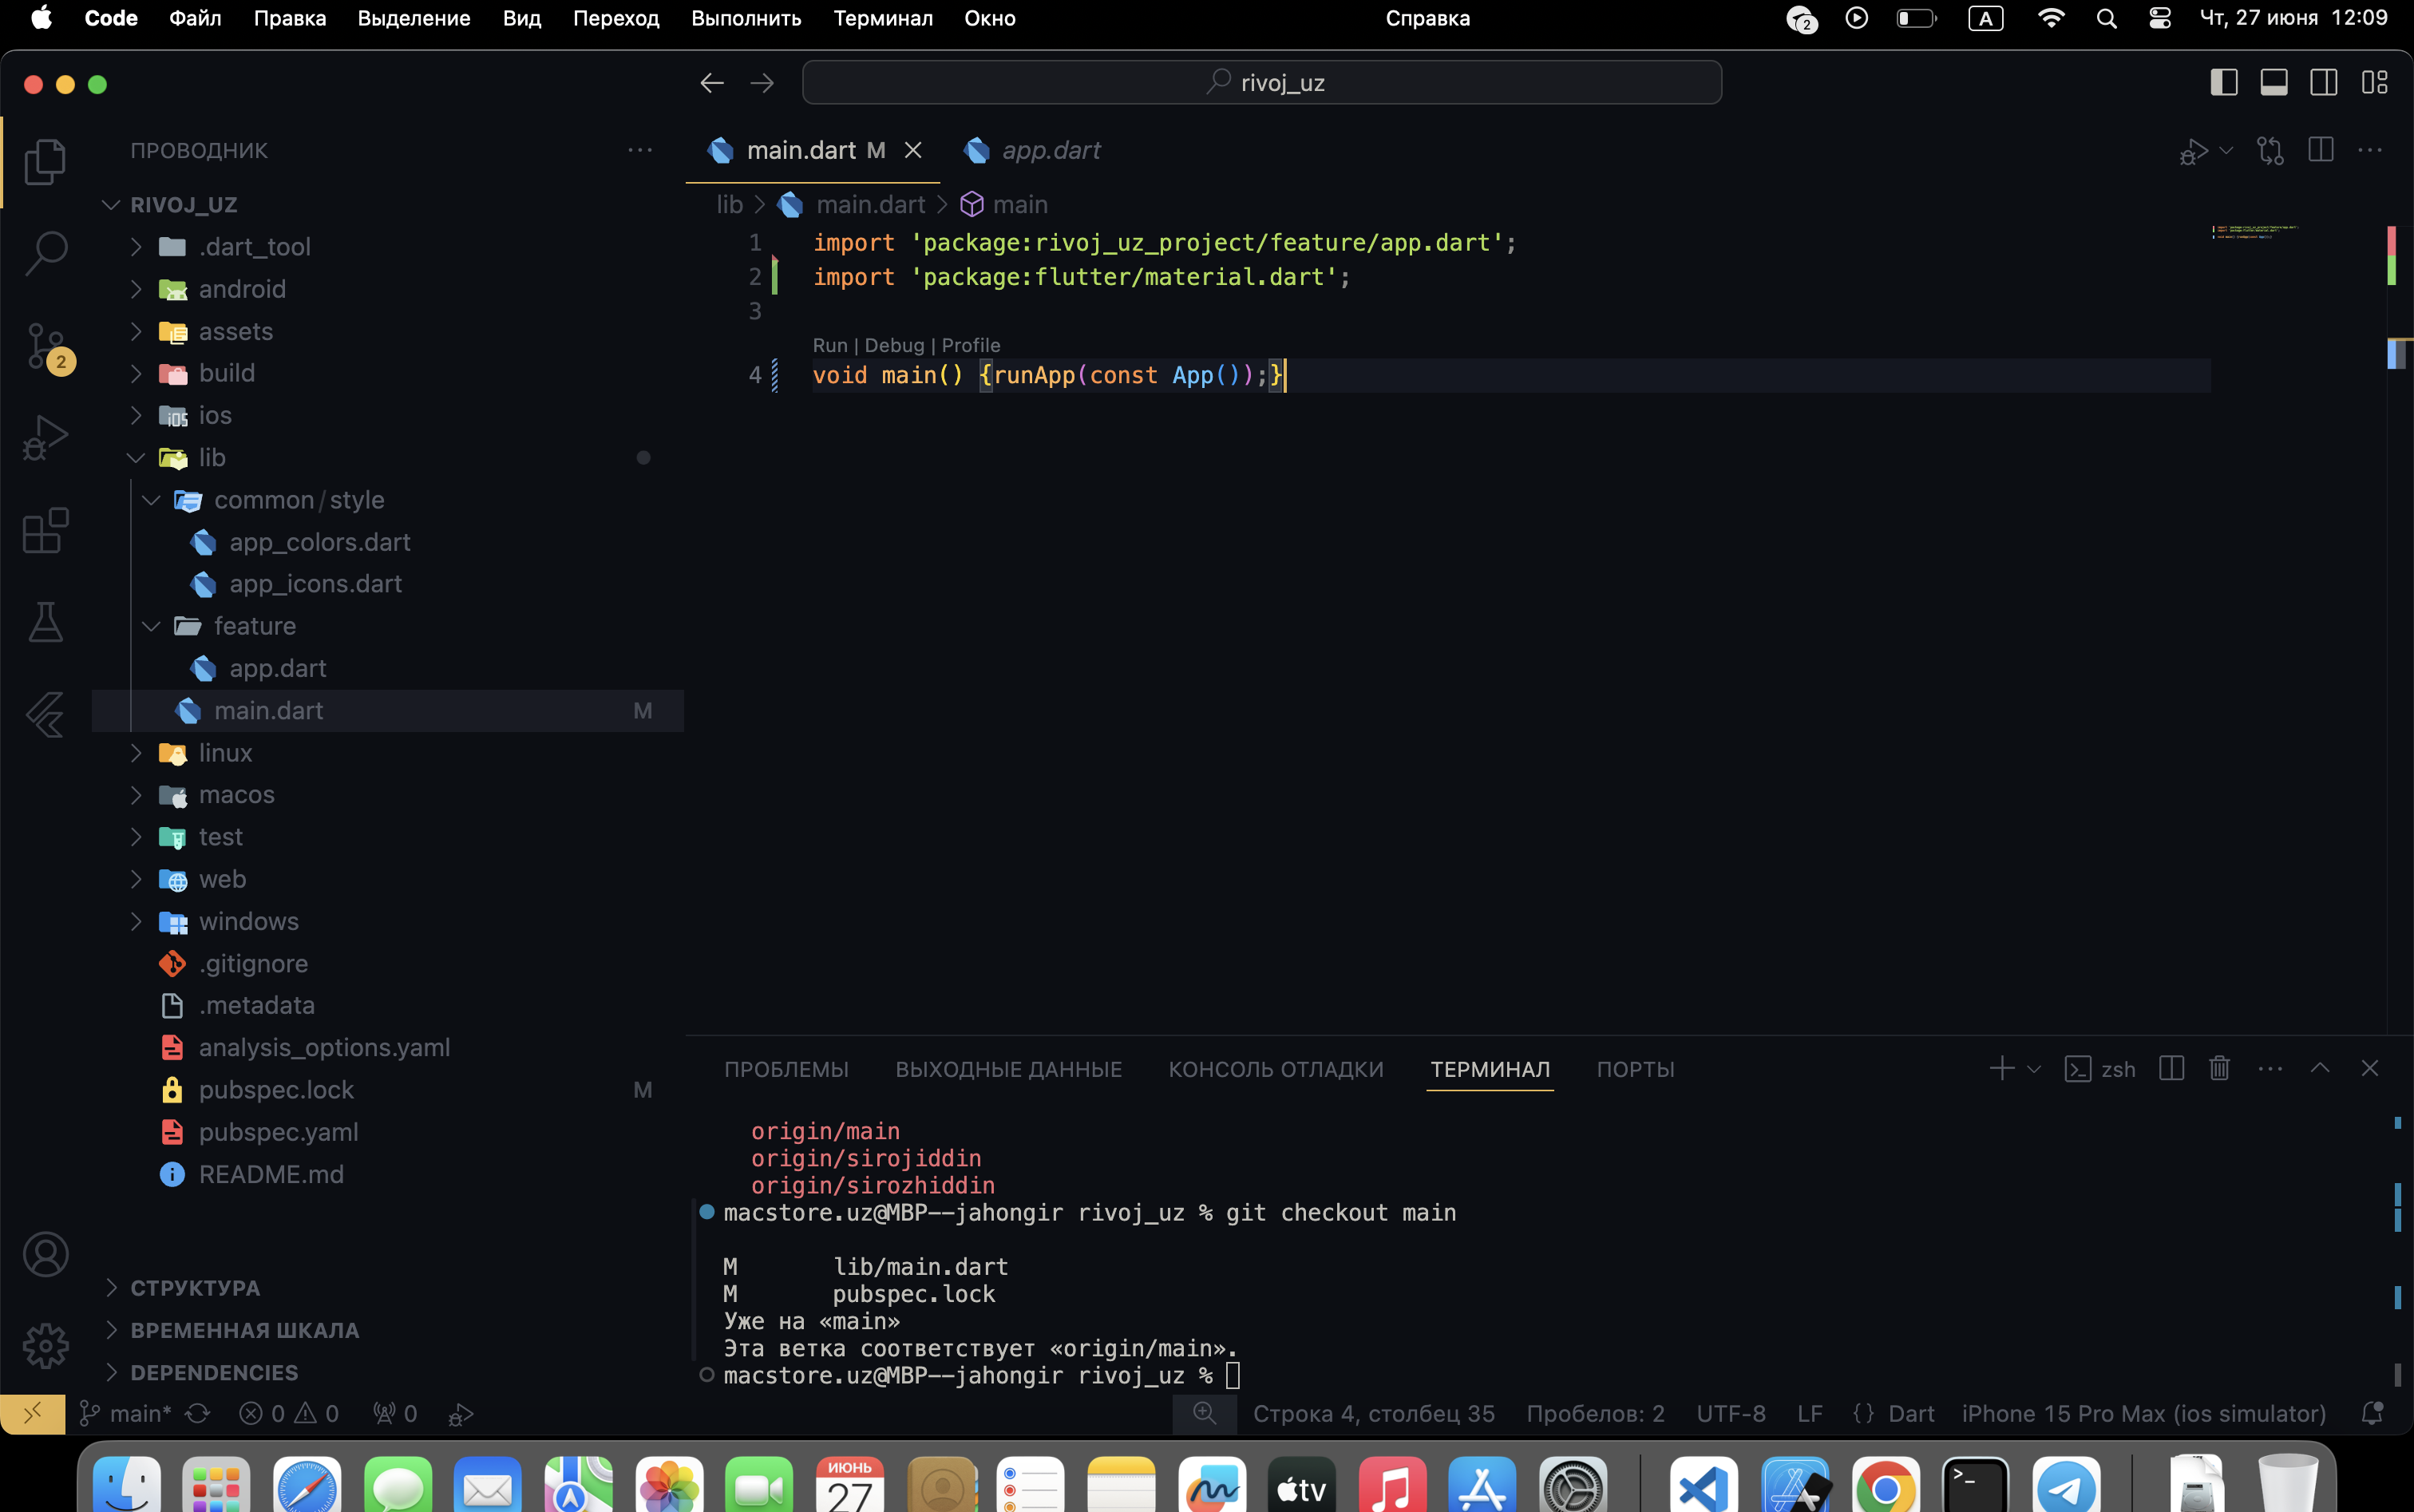 Code Файл Правка Выделение Вид Переход Выполнить Терминал Окно Справка 2 A Чт, 27 июня 12:09
rivoj_uz
ПРОВОДНИК
main.dart M
app.dart
RIVOJ_UZ
.dart_tool
android
assets
build
ios
lib
common/style
app_colors.dart
app_icons.dart
feature
app.dart
main.dart M
linux
macos
test
web
windows
.gitignore
.metadata
analysis_options.yaml
pubspec.lock M
pubspec.yaml
README.md
СТРУКТУРА
ВРЕМЕННАЯ ШКАЛА
DEPENDENCIES
2
lib > main.dart > main
1 import 'package:rivoj_uz_project/feature/app.dart';
2 import 'package:flutter/material.dart';
3
Run | Debug | Profile
4 void main() {runApp(const App());}
ПРОБЛЕМЫ ВЫХОДНЫЕ ДАННЫЕ КОНСОЛЬ ОТЛАДКИ ТЕРМИНАЛ ПОРТЫ zsh
origin/main
origin/sirojiddin
origin/sirozhiddin
macstore.uz@MBP--jahongir rivoj_uz % git checkout main
M lib/main.dart
M pubspec.lock
Уже на «main»
Эта ветка соответствует «origin/main».
macstore.uz@MBP--jahongir rivoj_uz %
main* 0 0 0 Строка 4, столбец 35 Пробелов: 2 UTF-8 LF {} Dart iPhone 15 Pro Max (ios simulator)
ИЮНЬ
27
tv